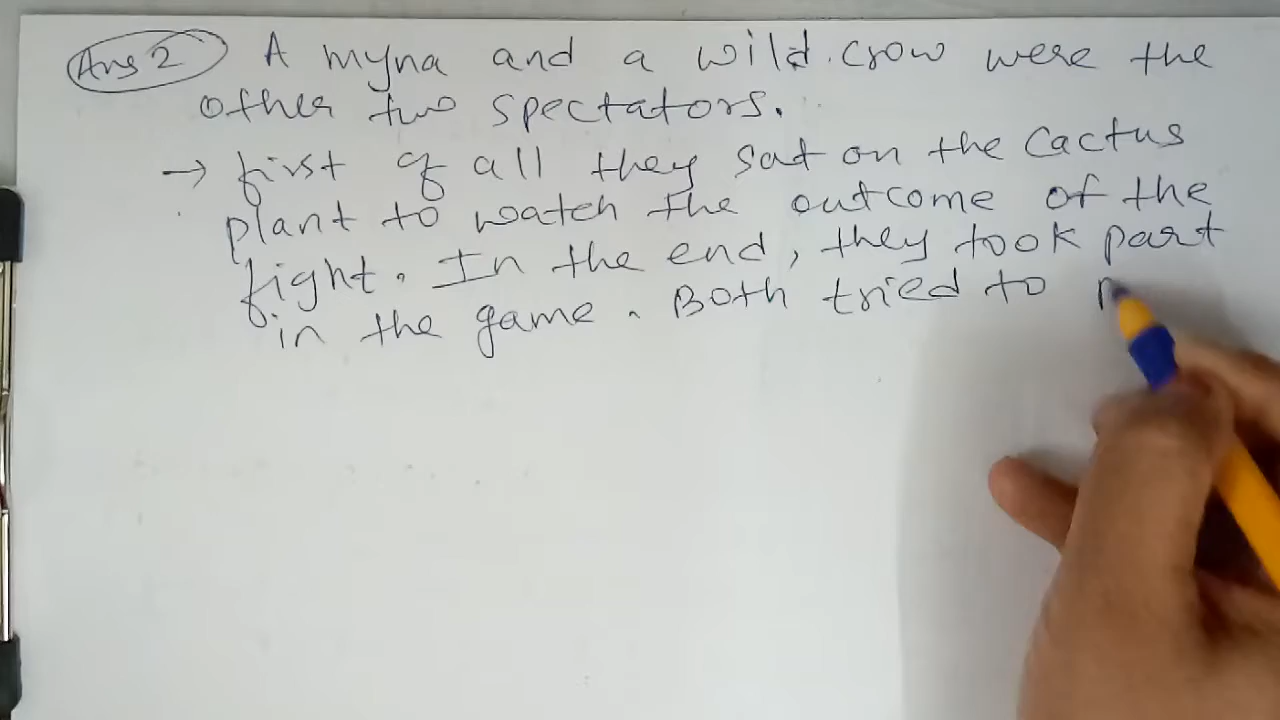 Ans 2 A myna and a wild crow were the
other two spectators.
→ first of all they sat on the cactus
plant to watch the outcome of the
fight. In the end, they took part
in the game. Both tried to